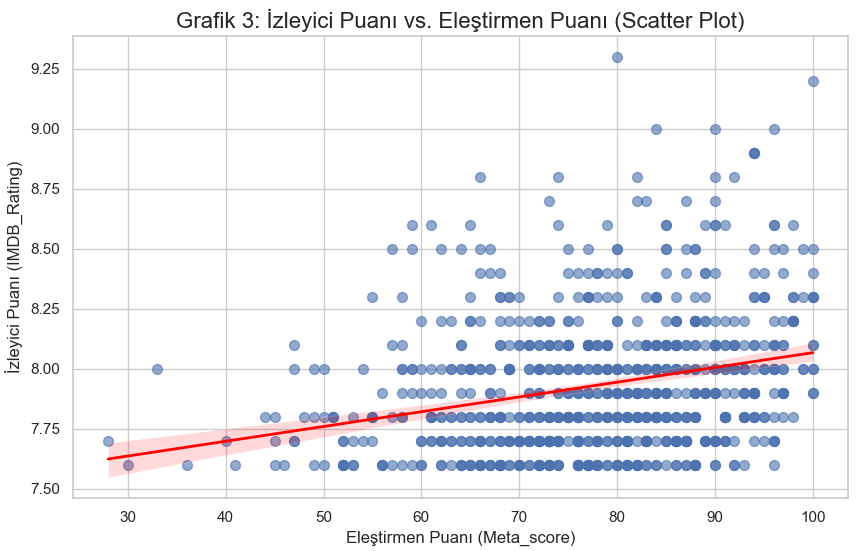 Grafik 3: İzleyici Puanı vs. Eleştirmen Puanı (Scatter Plot)
İzleyici Puanı (IMDB_Rating)
9.25
9.00
8.75
8.50
8.25
8.00
7.75
7.50
30 40 50 60 70 80 90 100
Eleştirmen Puanı (Meta_score)